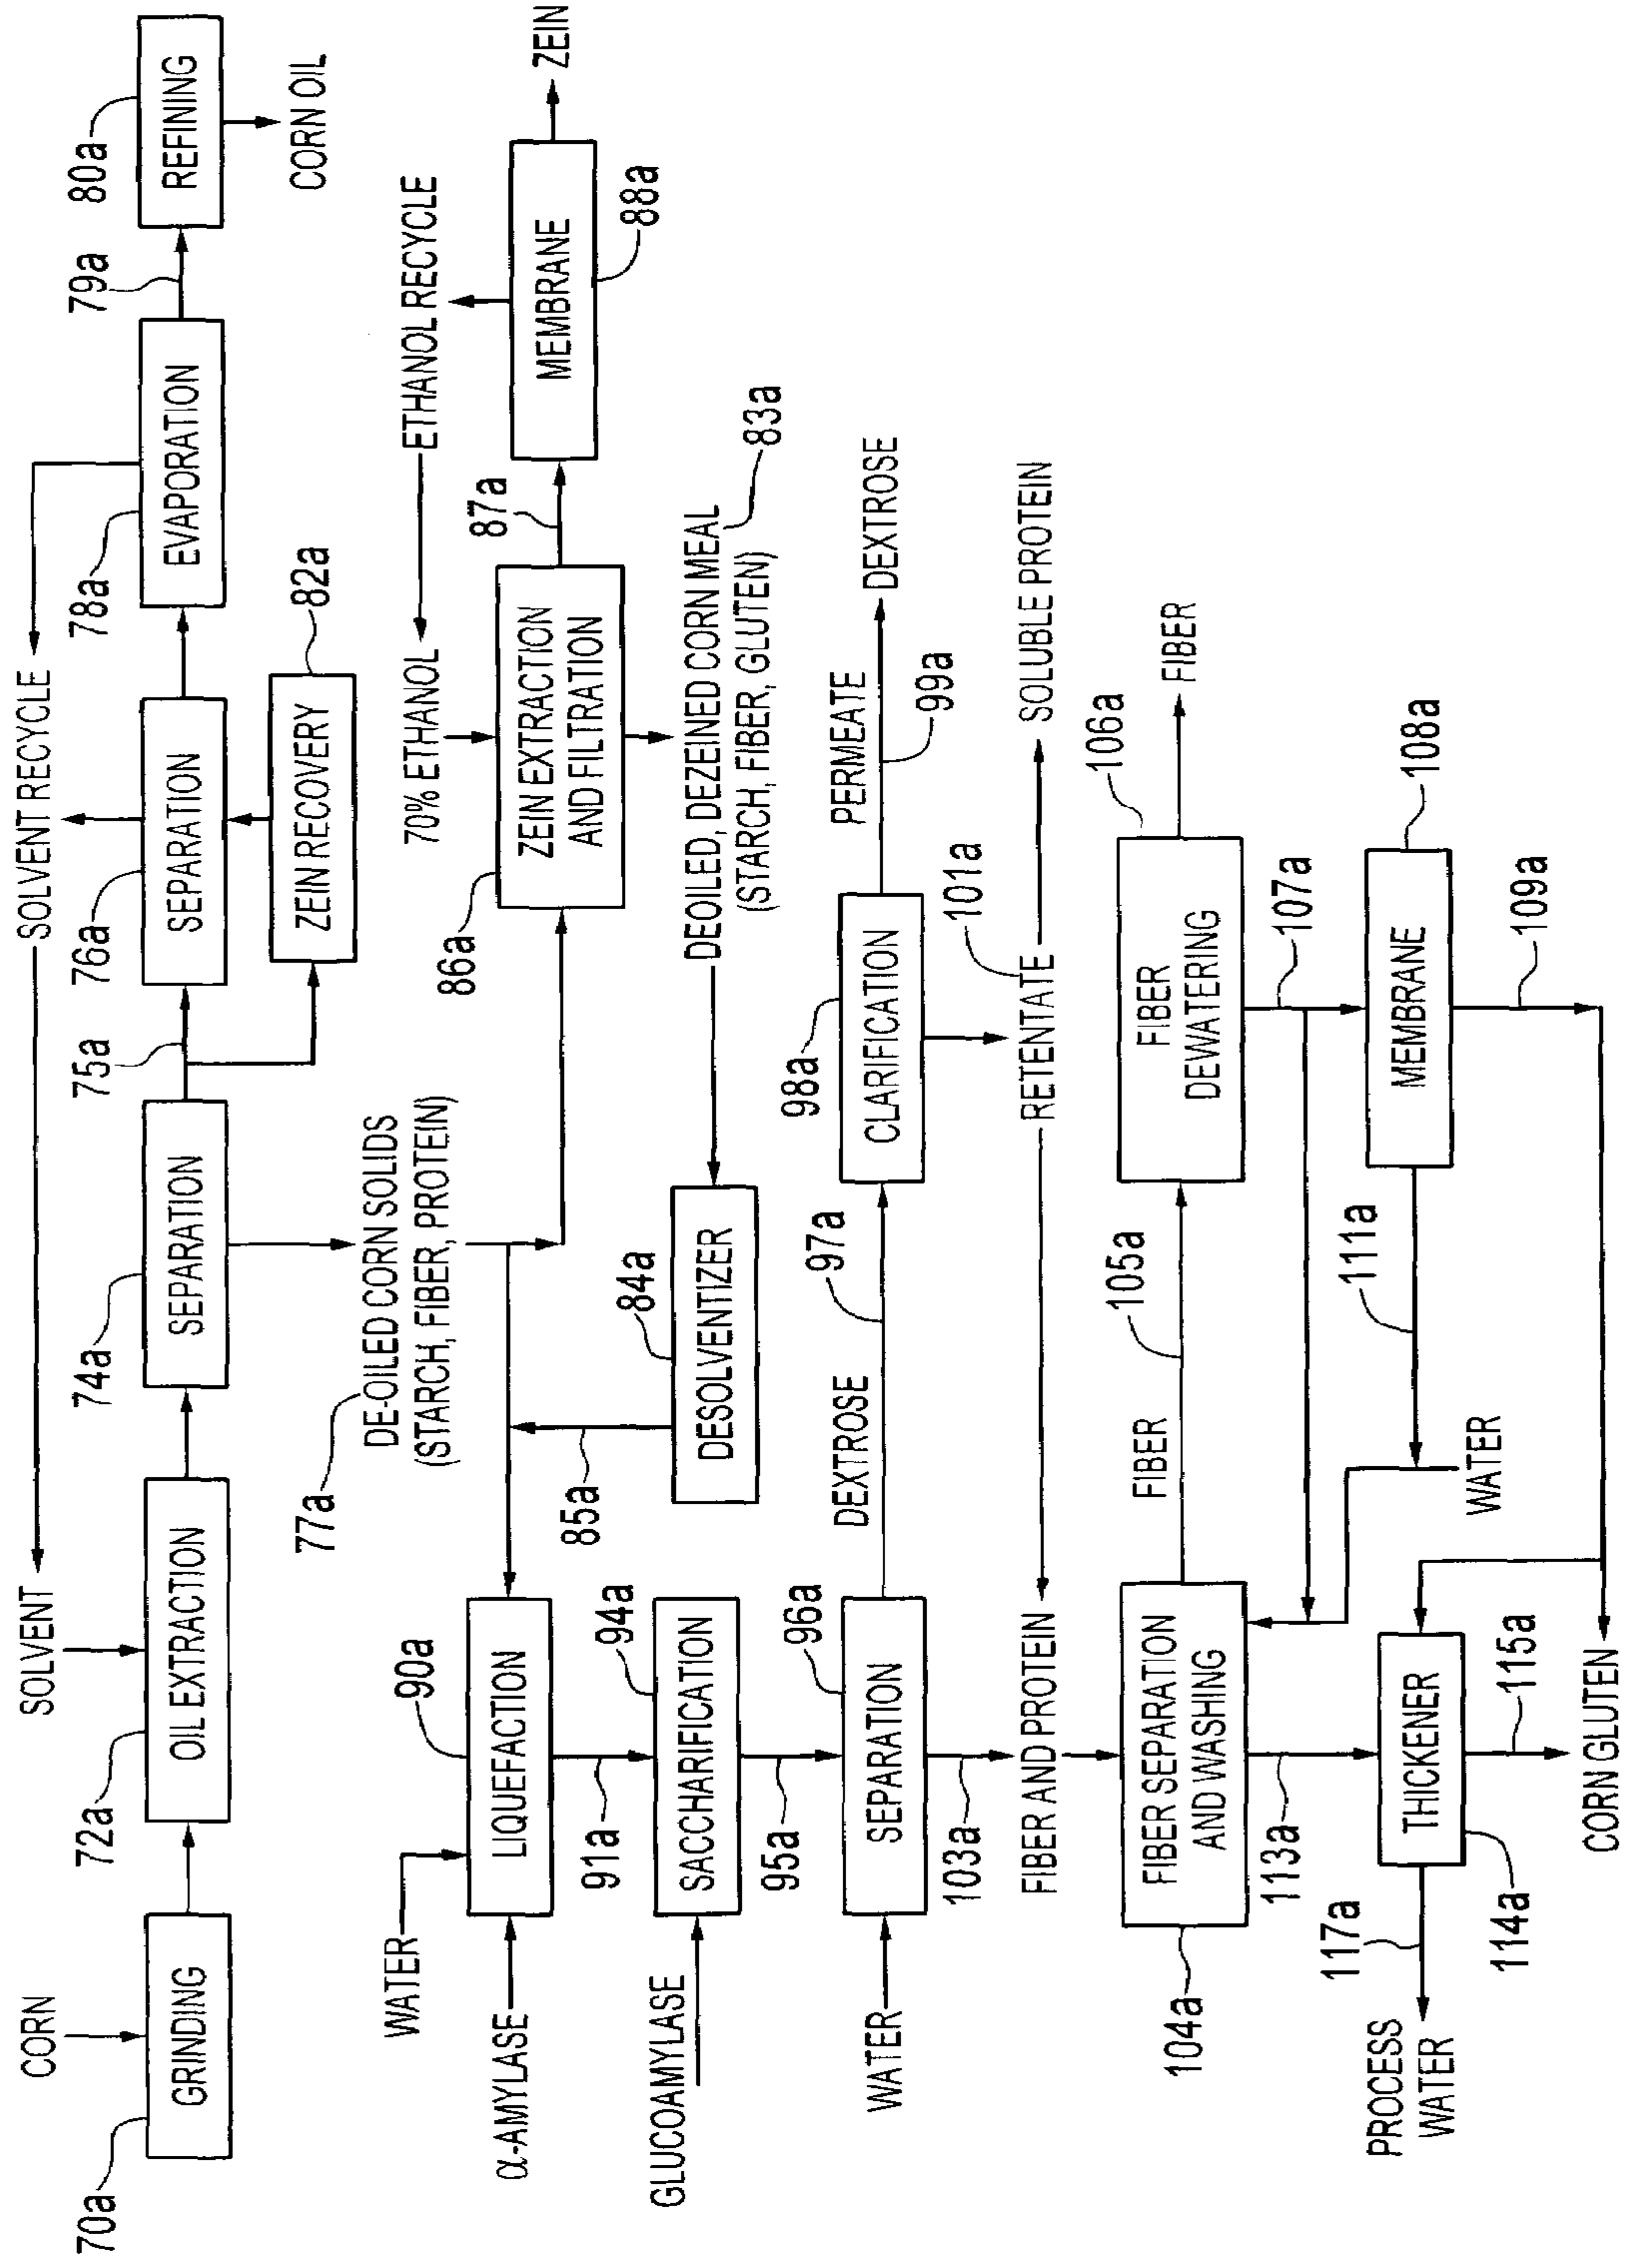 CORN
SOLVENT
SOLVENT RECYCLE
70a
GRINDING
72a
OIL EXTRACTION
74a
SEPARATION
75a
76a
SEPARATION
78a
EVAPORATION
79a
80a
REFINING
CORN OIL
ZEIN RECOVERY
82a
77a
DE-OILED CORN SOLIDS
(STARCH, FIBER, PROTEIN)
70% ETHANOL
ETHANOL RECYCLE
86a
ZEIN EXTRACTION
AND FILTRATION
87a
MEMBRANE
88a
ZEIN
DEOILED, DEZEINED CORN MEAL
(STARCH, FIBER, GLUTEN)
83a
84a
DESOLVENTIZER
85a
WATER
α-AMYLASE
90a
LIQUEFACTION
91a
GLUCOAMYLASE
94a
SACCHARIFICATION
95a
WATER
96a
SEPARATION
DEXTROSE
97a
98a
CLARIFICATION
PERMEATE
99a
DEXTROSE
103a
FIBER AND PROTEIN
RETENTATE
101a
SOLUBLE PROTEIN
104a
FIBER SEPARATION
AND WASHING
FIBER
105a
FIBER
DEWATERING
106a
FIBER
107a
108a
MEMBRANE
109a
111a
WATER
113a
THICKENER
114a
115a
117a
PROCESS
WATER
CORN GLUTEN